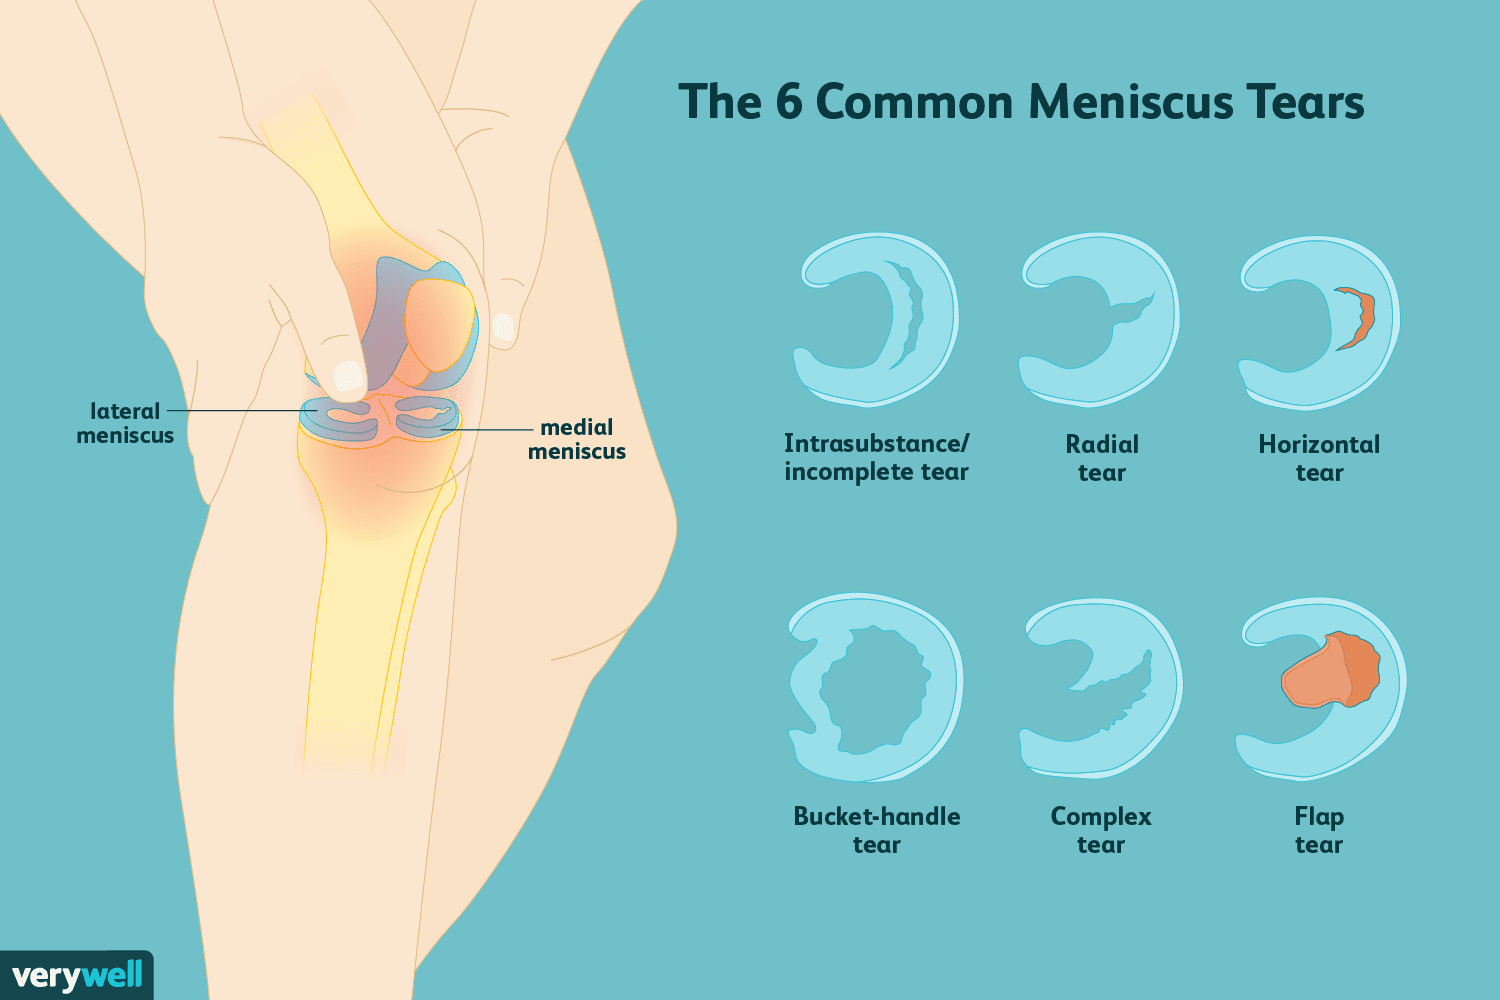 The 6 Common Meniscus Tears
lateral
meniscus
medial
meniscus
Intrasubstance/
incomplete tear
Radial
tear
Horizontal
tear
Bucket-handle
tear
Complex
tear
Flap
tear
verywell